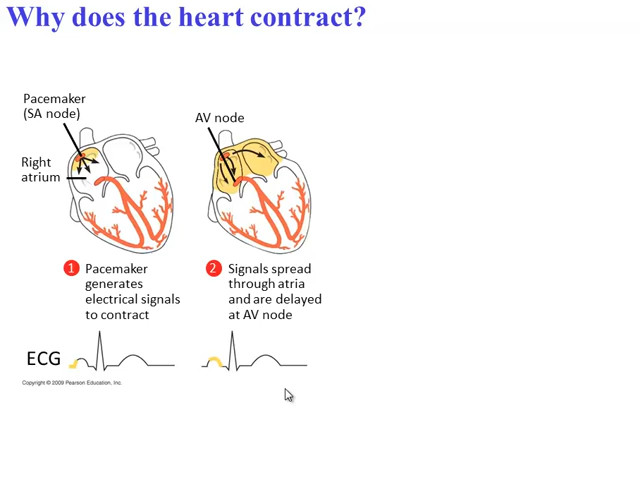 Why does the heart contract?
Pacemaker
(SA node)
AV node
Right
atrium
1 Pacemaker
generates
electrical signals
to contract
2 Signals spread
through atria
and are delayed
at AV node
ECG
Copyright © 2009 Pearson Education, Inc.